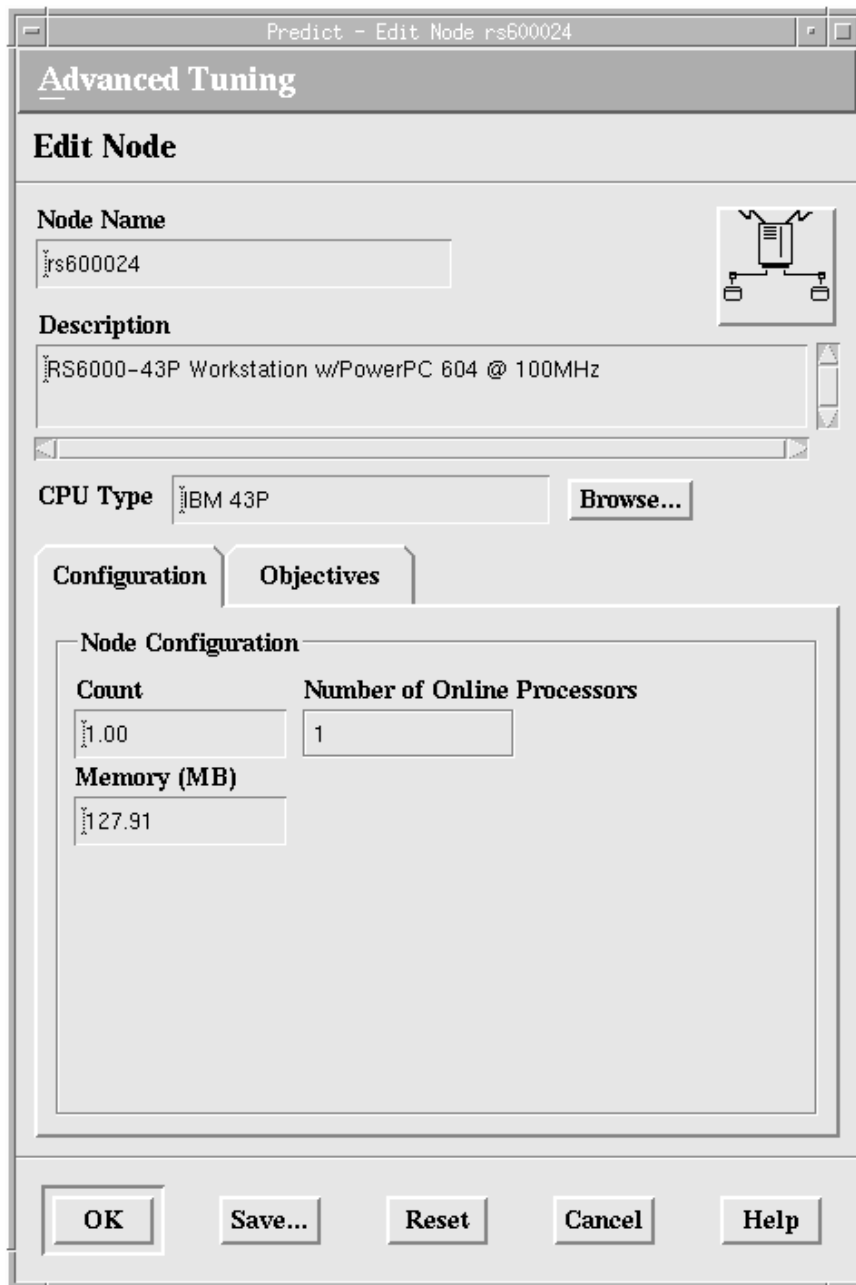 Predict - Edit Node rs600024
Advanced Tuning
Edit Node
Node Name
rs600024
Description
RS6000-43P Workstation w/PowerPC 604 @ 100MHz
CPU Type IBM 43P Browse...
Configuration Objectives
Node Configuration
Count Number of Online Processors
1.00 1
Memory (MB)
127.91
OK Save... Reset Cancel Help